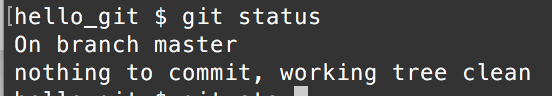 [hello_git $ git status
On branch master
nothing to commit, working tree clean